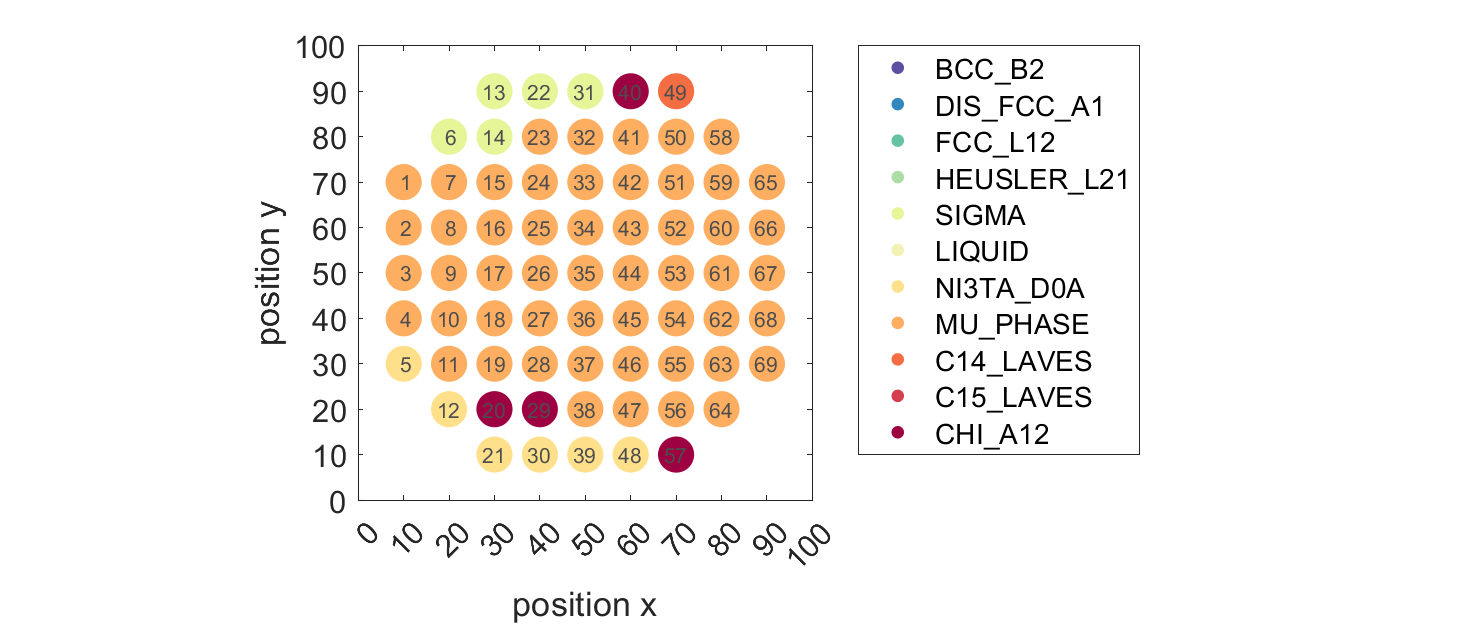 100
90
80
70
60
50
40
30
20
10
0
position y
13 22 31 40 49
6 14 23 32 41 50 58
1 7 15 24 33 42 51 59 65
2 8 16 25 34 43 52 60 66
3 9 17 26 35 44 53 61 67
4 10 18 27 36 45 54 62 68
5 11 19 28 37 46 55 63 69
12 20 29 38 47 56 64
21 30 39 48 57
0 10 20 30 40 50 60 70 80 90 100
position x
BCC_B2
DIS_FCC_A1
FCC_L12
HEUSLER_L21
SIGMA
LIQUID
NI3TA_D0A
MU_PHASE
C14_LAVES
C15_LAVES
CHI_A12